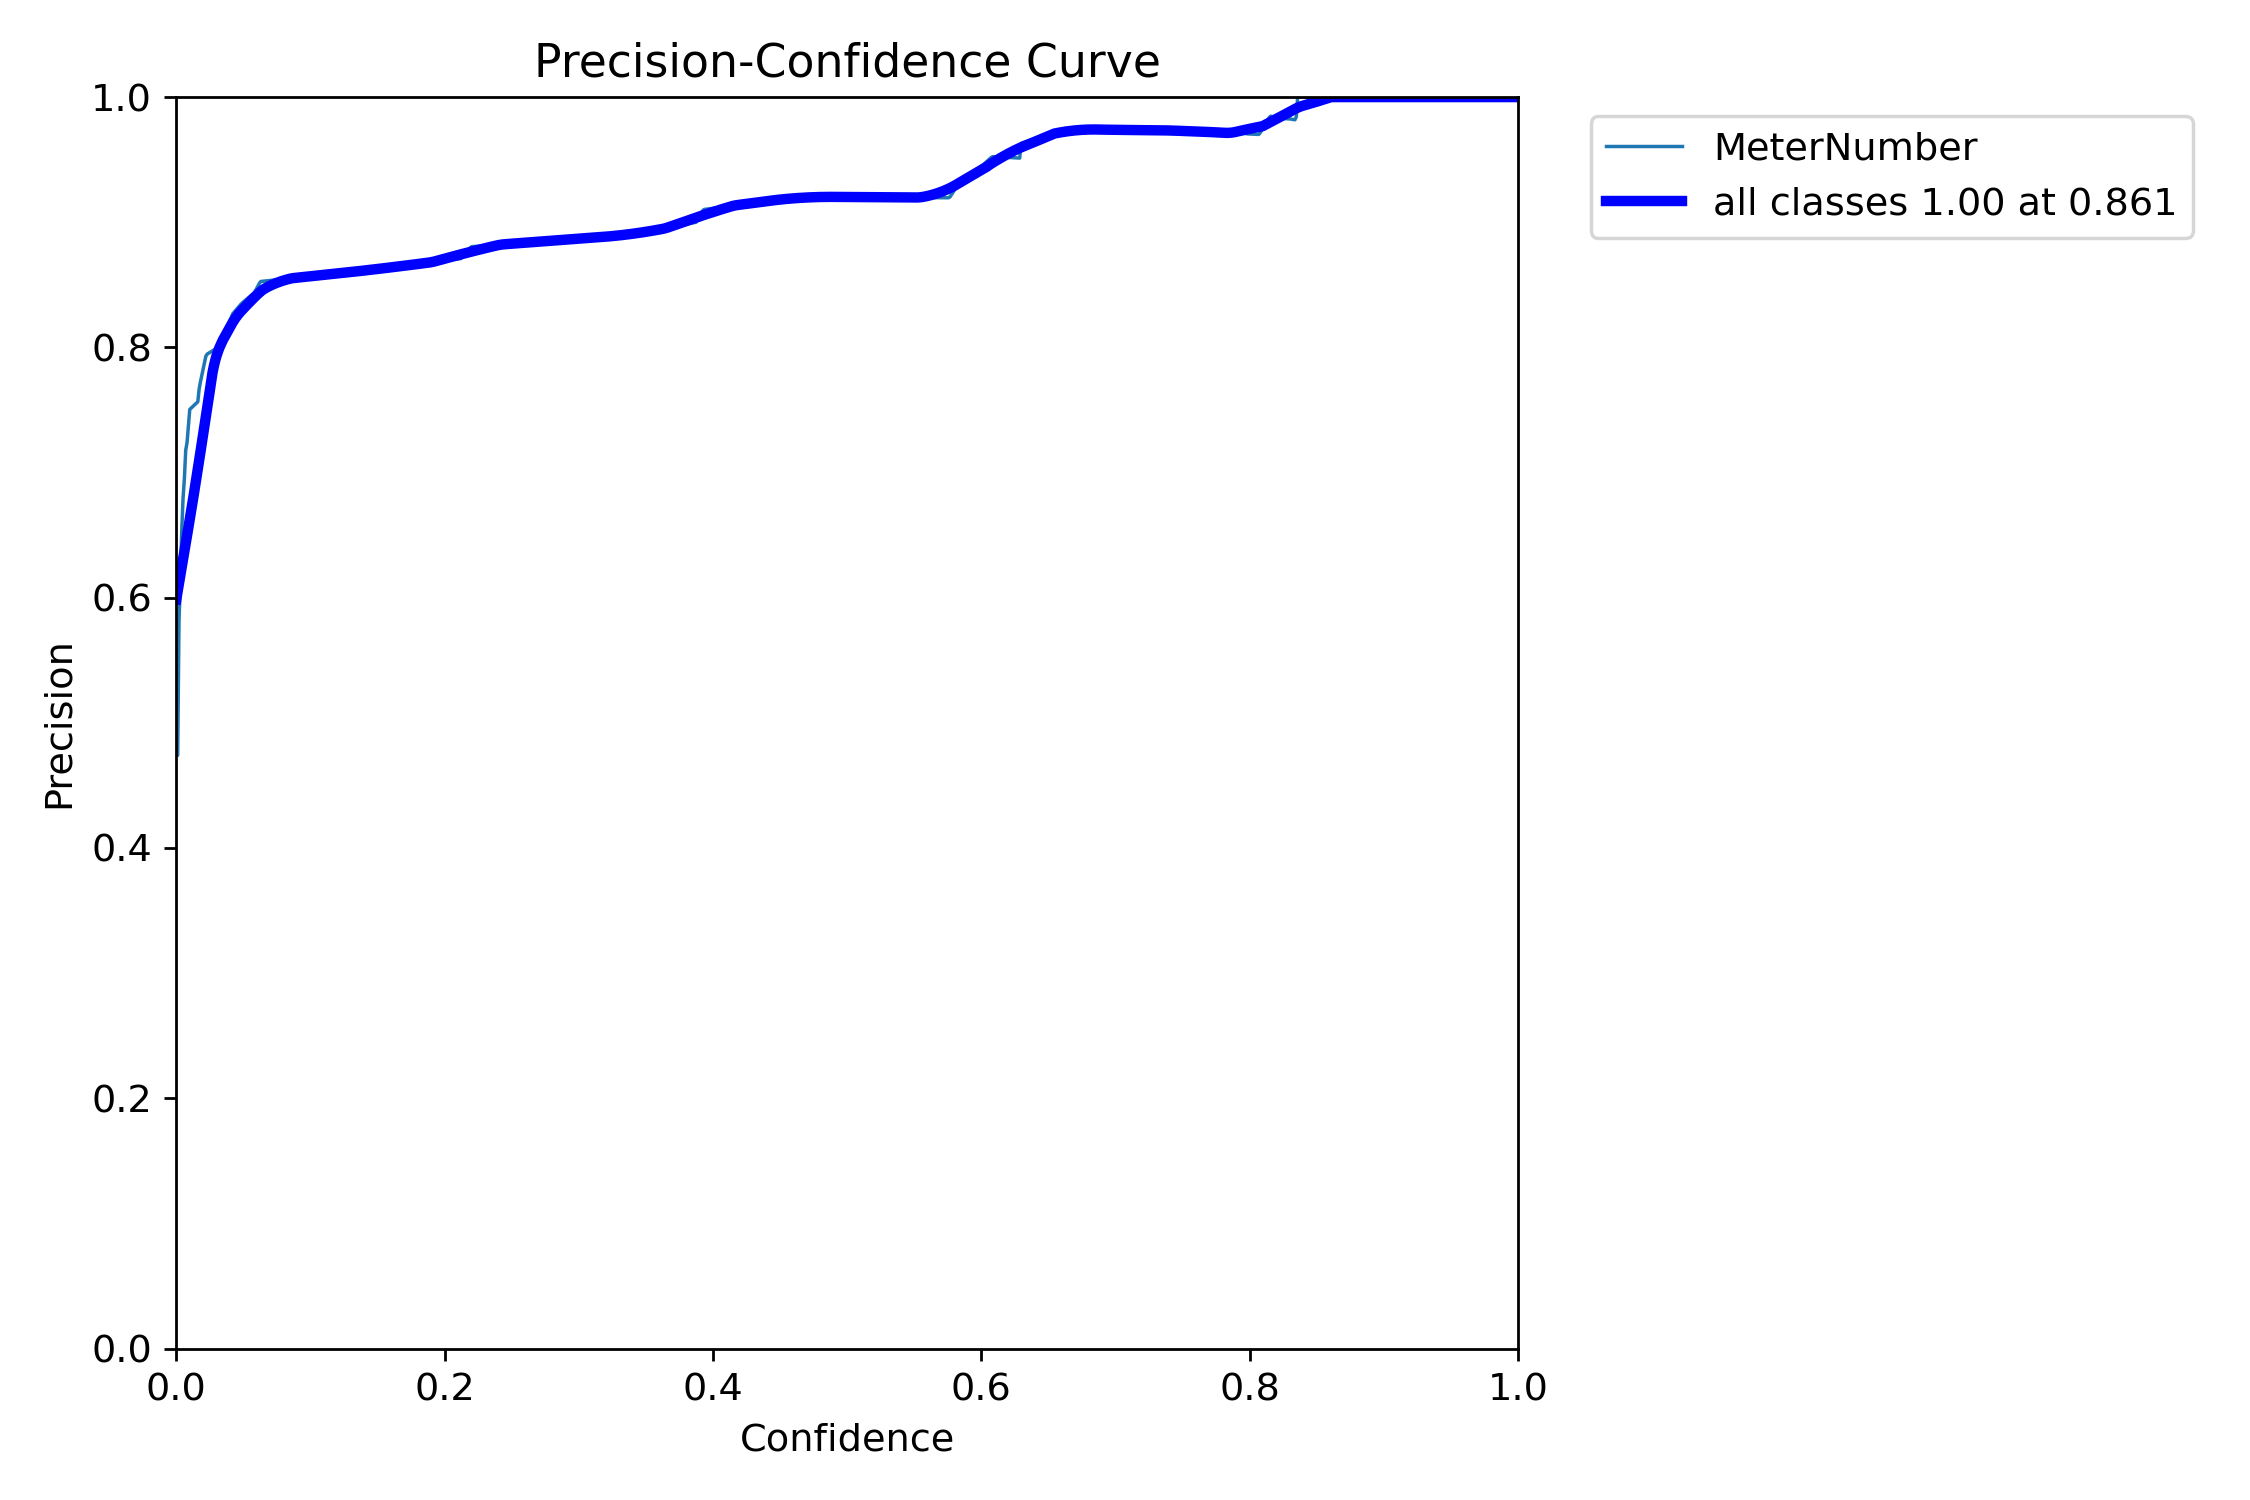 Precision-Confidence Curve
1.0
0.8
0.6
0.4
0.2
0.0
Precision
0.0 0.2 0.4 0.6 0.8 1.0
Confidence
MeterNumber
all classes 1.00 at 0.861